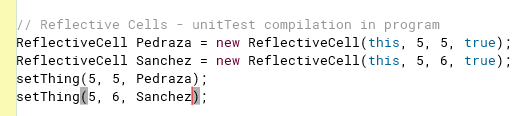 // Reflective Cells - unitTest compilation in program
ReflectiveCell Pedraza = new ReflectiveCell(this, 5, 5, true);
ReflectiveCell Sanchez = new ReflectiveCell(this, 5, 6, true);
setThing(5, 5, Pedraza);
setThing(5, 6, Sanchez);